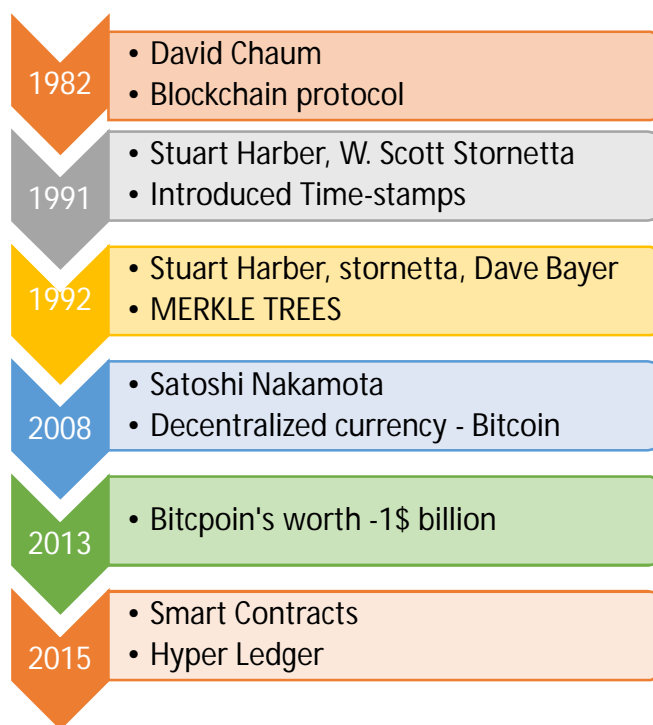 1982
• David Chaum
• Blockchain protocol
1991
• Stuart Harber, W. Scott Stornetta
• Introduced Time-stamps
1992
• Stuart Harber, stornetta, Dave Bayer
• MERKLE TREES
2008
• Satoshi Nakamota
• Decentralized currency - Bitcoin
2013
• Bitcpoin's worth -1$ billion
2015
• Smart Contracts
• Hyper Ledger